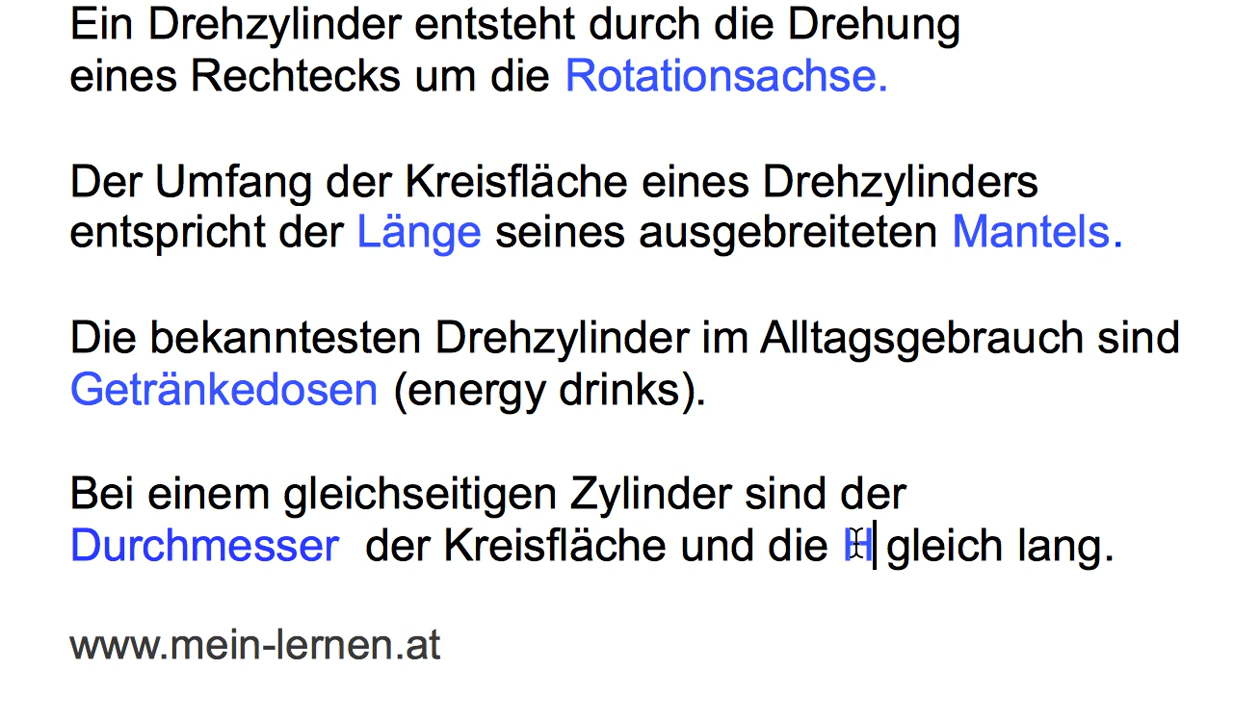 Ein Drehzylinder entsteht durch die Drehung
eines Rechtecks um die Rotationsachse.
Der Umfang der Kreisfläche eines Drehzylinders
entspricht der Länge seines ausgebreiteten Mantels.
Die bekanntesten Drehzylinder im Alltagsgebrauch sind
Getränkedosen (energy drinks).
Bei einem gleichseitigen Zylinder sind der
Durchmesser der Kreisfläche und die H gleich lang.
www.mein-lernen.at